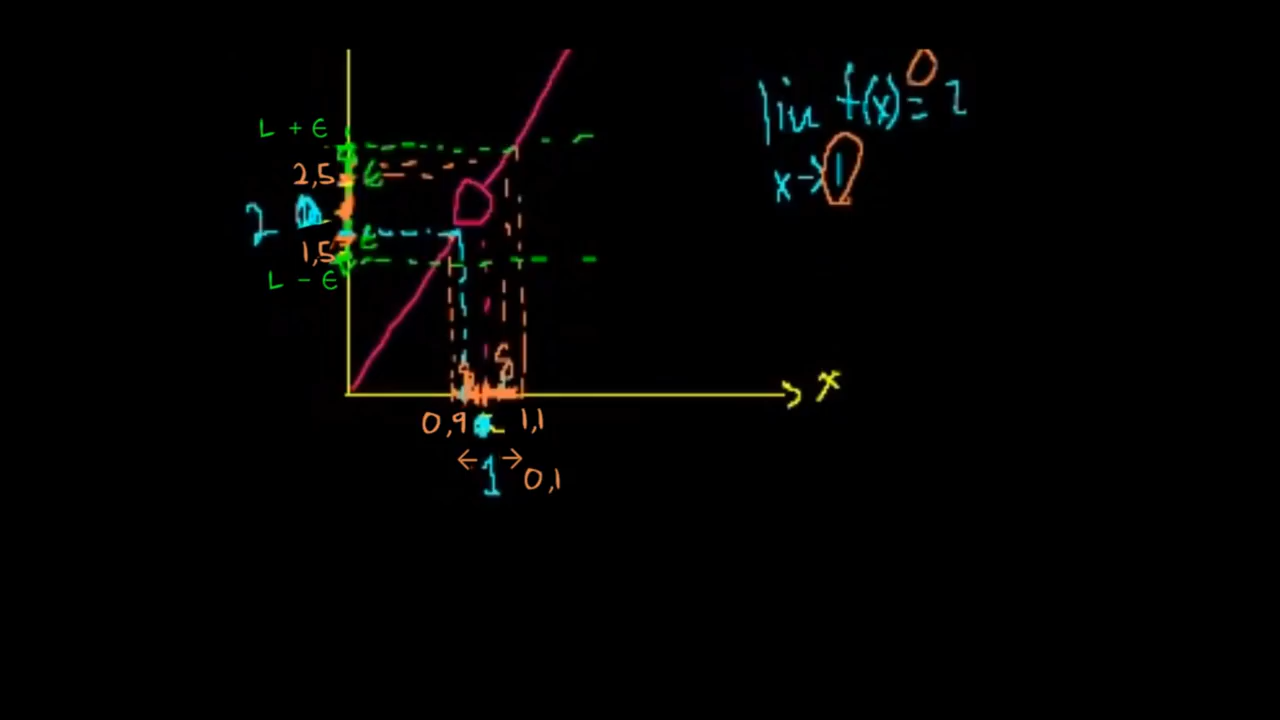 lim f(x) = 2
x → 1
L + ϵ
2,5 ϵ
2
ϵ
1,5
L - ϵ
δ δ
x
0,9 1,1
← 1 →
0,1